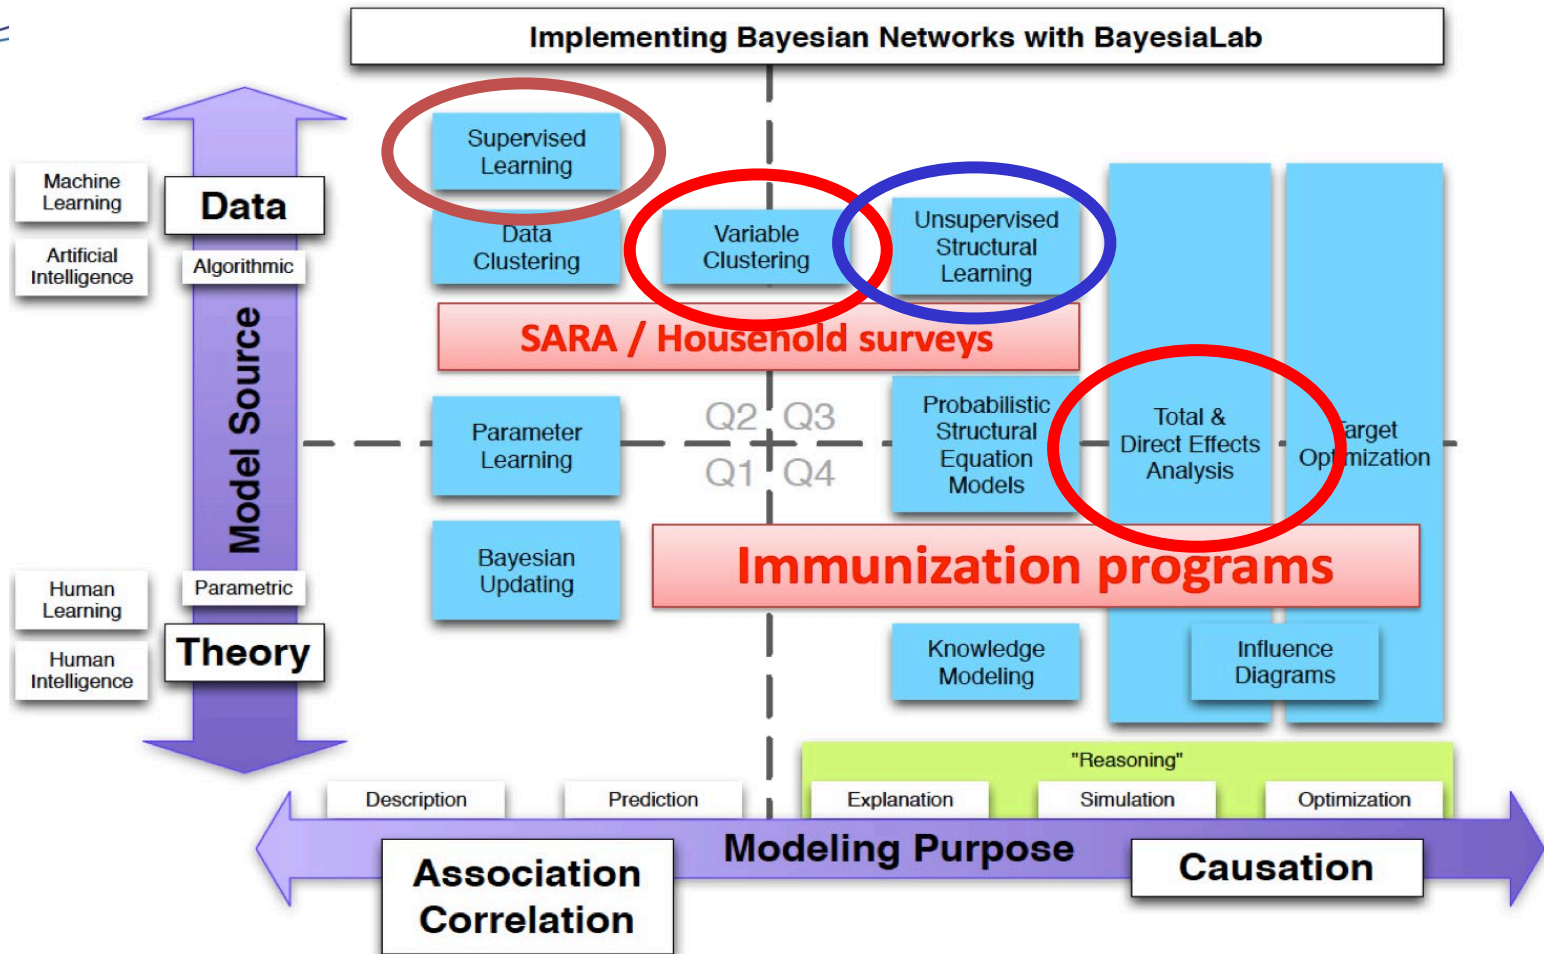 Implementing Bayesian Networks with BayesiaLab
Supervised
Learning
Machine
Learning
Data
Artificial
Intelligence
Algorithmic
Data
Clustering
Variable
Clustering
Unsupervised
Structural
Learning
SARA / Household surveys
Model Source
Parameter
Learning
Q2
Q3
Q1
Q4
Probabilistic
Structural
Equation
Models
Total &
Direct Effects
Analysis
Target
Optimization
Bayesian
Updating
Immunization programs
Human
Learning
Parametric
Theory
Human
Intelligence
Knowledge
Modeling
Influence
Diagrams
"Reasoning"
Description
Prediction
Explanation
Simulation
Optimization
Modeling Purpose
Association
Correlation
Causation